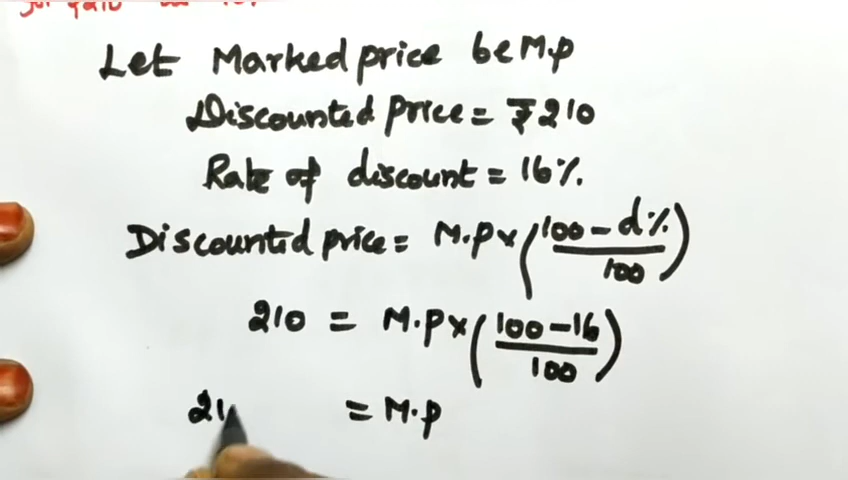 Let Marked price be M.p
Discounted price = ₹210
Rate of discount = 16%.
Discounted price = M.p x (100 - d% / 100)
210 = M.p x (100 - 16 / 100)
21 = M.p